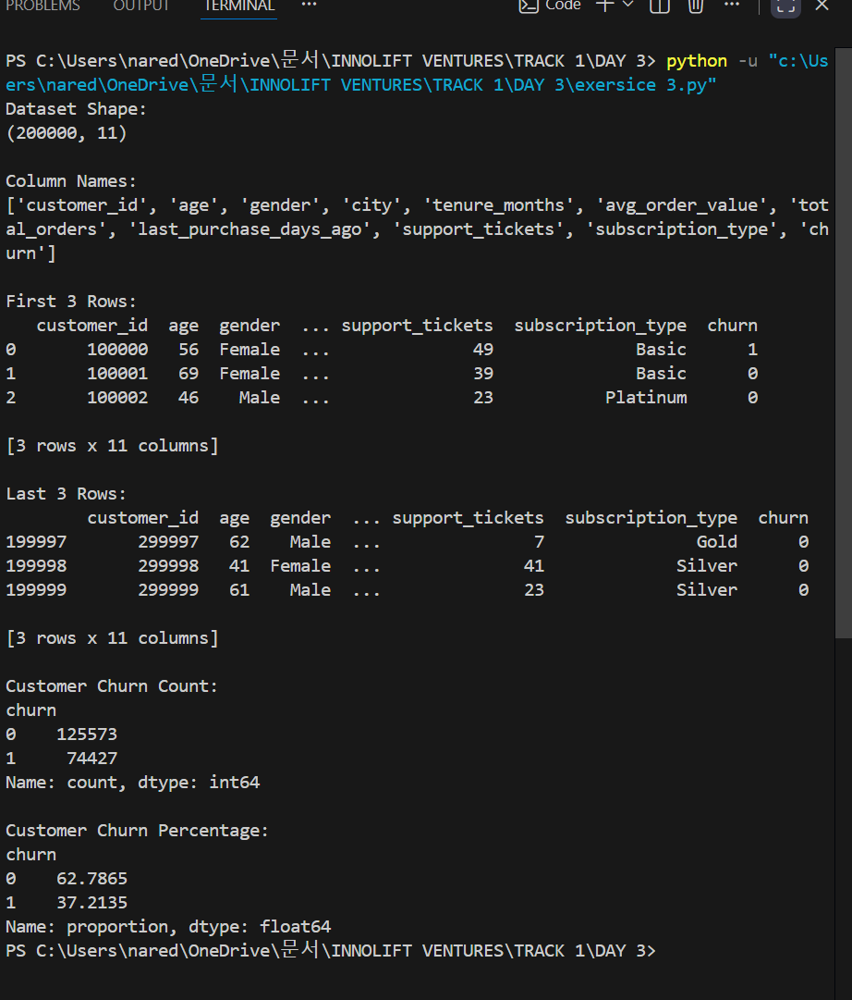 PROBLEMS OUTPUT TERMINAL ··· Code ···
PS C:\Users\nared\OneDrive\문서\INNOLIFT VENTURES\TRACK 1\DAY 3> python -u "c:\Us
ers\nared\OneDrive\문서\INNOLIFT VENTURES\TRACK 1\DAY 3\exersice 3.py"
Dataset Shape:
(200000, 11)
Column Names:
['customer_id', 'age', 'gender', 'city', 'tenure_months', 'avg_order_value', 'tot
al_orders', 'last_purchase_days_ago', 'support_tickets', 'subscription_type', 'ch
urn']
First 3 Rows:
   customer_id  age  gender  ... support_tickets  subscription_type  churn
0       100000   56  Female  ...              49              Basic      1
1       100001   69  Female  ...              39              Basic      0
2       100002   46    Male  ...              23           Platinum      0
[3 rows x 11 columns]
Last 3 Rows:
        customer_id  age  gender  ... support_tickets  subscription_type  churn
199997       299997   62    Male  ...               7               Gold      0
199998       299998   41  Female  ...              41             Silver      0
199999       299999   61    Male  ...              23             Silver      0
[3 rows x 11 columns]
Customer Churn Count:
churn
0    125573
1     74427
Name: count, dtype: int64
Customer Churn Percentage:
churn
0    62.7865
1    37.2135
Name: proportion, dtype: float64
PS C:\Users\nared\OneDrive\문서\INNOLIFT VENTURES\TRACK 1\DAY 3>